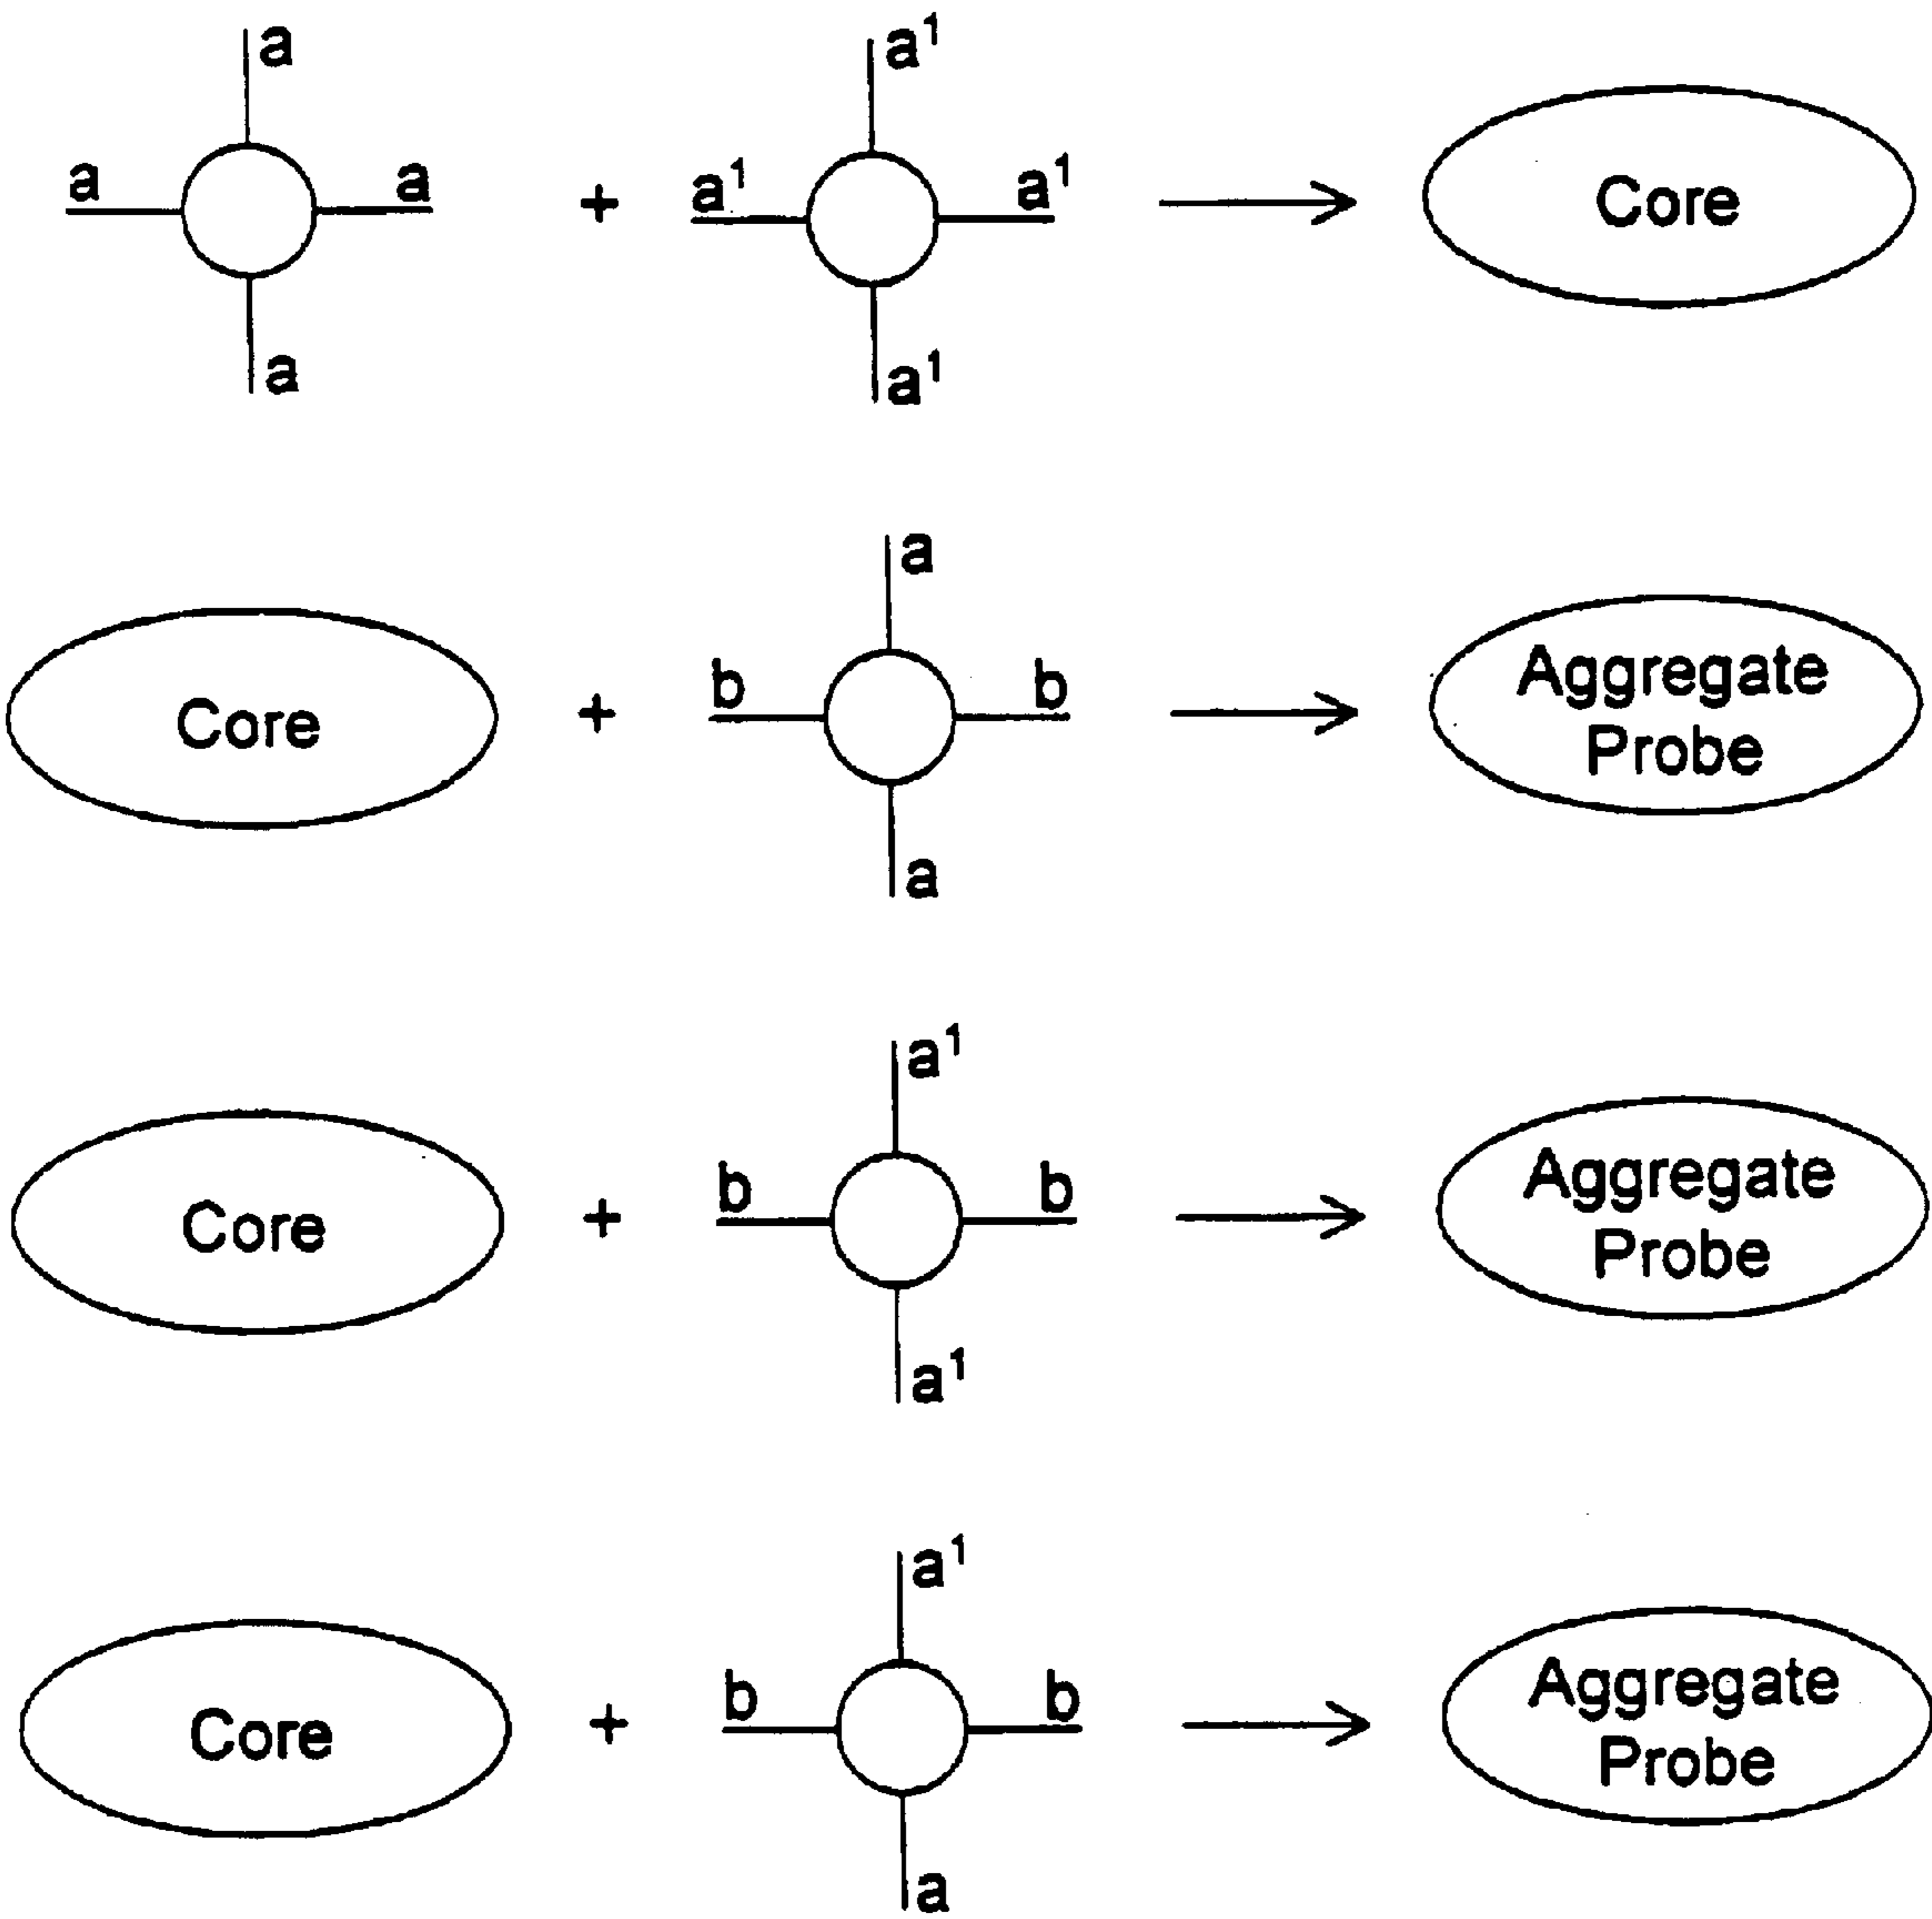 a a¹
a a + a¹ a¹ Core
a a¹
a
Core + b b Aggregate
Probe
a
a¹
Core + b b Aggregate
Probe
a¹
a¹
Core + b b Aggregate
Probe
a